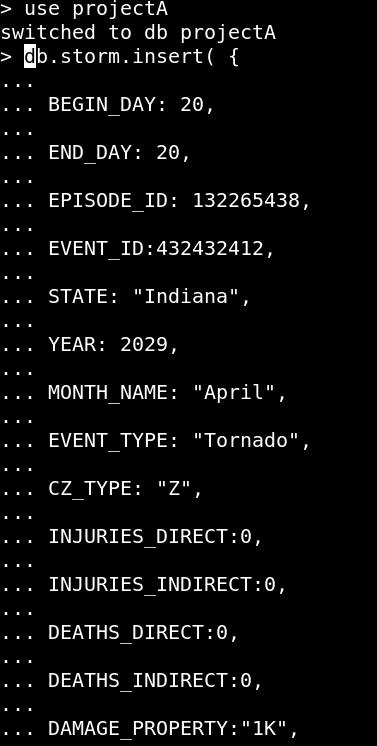 > use projectA
switched to db projectA
> db.storm.insert( {
...
... BEGIN_DAY: 20,
...
... END_DAY: 20,
...
... EPISODE_ID: 132265438,
...
... EVENT_ID:432432412,
...
... STATE: "Indiana",
...
... YEAR: 2029,
...
... MONTH_NAME: "April",
...
... EVENT_TYPE: "Tornado",
...
... CZ_TYPE: "Z",
...
... INJURIES_DIRECT:0,
...
... INJURIES_INDIRECT:0,
...
... DEATHS_DIRECT:0,
...
... DEATHS_INDIRECT:0,
...
... DAMAGE_PROPERTY:"1K",